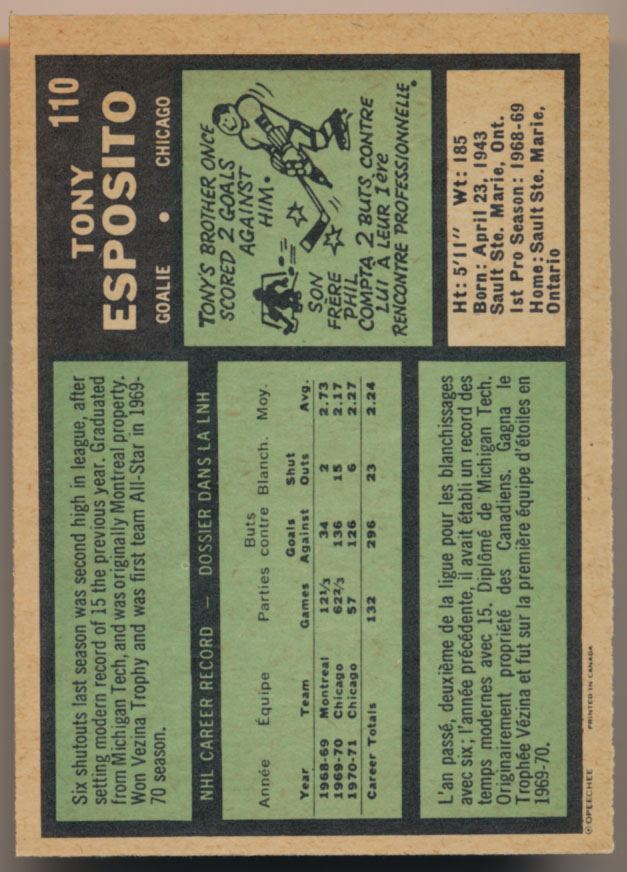 110
TONY
ESPOSITO
GOALIE • CHICAGO
Six shutouts last season was second high in league, after
setting modern record of 15 the previous year. Graduated
from Michigan Tech, and was originally Montreal property.
Won Vezina Trophy and was first team All-Star in 1969-
70 season.
TONY'S BROTHER ONCE
SCORED 2 GOALS
AGAINST
HIM.
SON
FRÈRE
PHIL
COMPTA 2 BUTS CONTRE
LUI À LEUR 1ère
RENCONTRE PROFESSIONNELLE.
NHL CAREER RECORD — DOSSIER DANS LA LNH
Année Équipe Parties Buts contre Blanch. Moy.
Year Team Games Goals Against Shut Outs Avg.
1968-69 Montreal 12 1/3 34 2 2.73
1969-70 Chicago 62 2/3 136 15 2.17
1970-71 Chicago 57 126 6 2.27
Career Totals 132 296 23 2.24
Ht: 5'11" Wt: 185
Born: April 23, 1943
Sault Ste. Marie, Ont.
1st Pro Season: 1968-69
Home: Sault Ste. Marie,
Ontario
L'an passé, deuxième de la ligue pour les blanchissages
avec six; l'année précédente, il avait établi un record des
temps modernes avec 15. Diplômé de Michigan Tech.
Originairement propriété des Canadiens. Gagna le
Trophée Vézina et fut sur la première équipe d'étoiles en
1969-70.
© OPEECHEE PRINTED IN CANADA